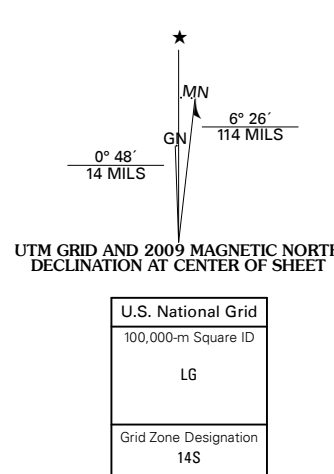 ★
MN
GN
6° 26´
114 MILS
0° 48´
14 MILS
UTM GRID AND 2009 MAGNETIC NORTH
DECLINATION AT CENTER OF SHEET
U.S. National Grid
100,000-m Square ID
LG
Grid Zone Designation
14S